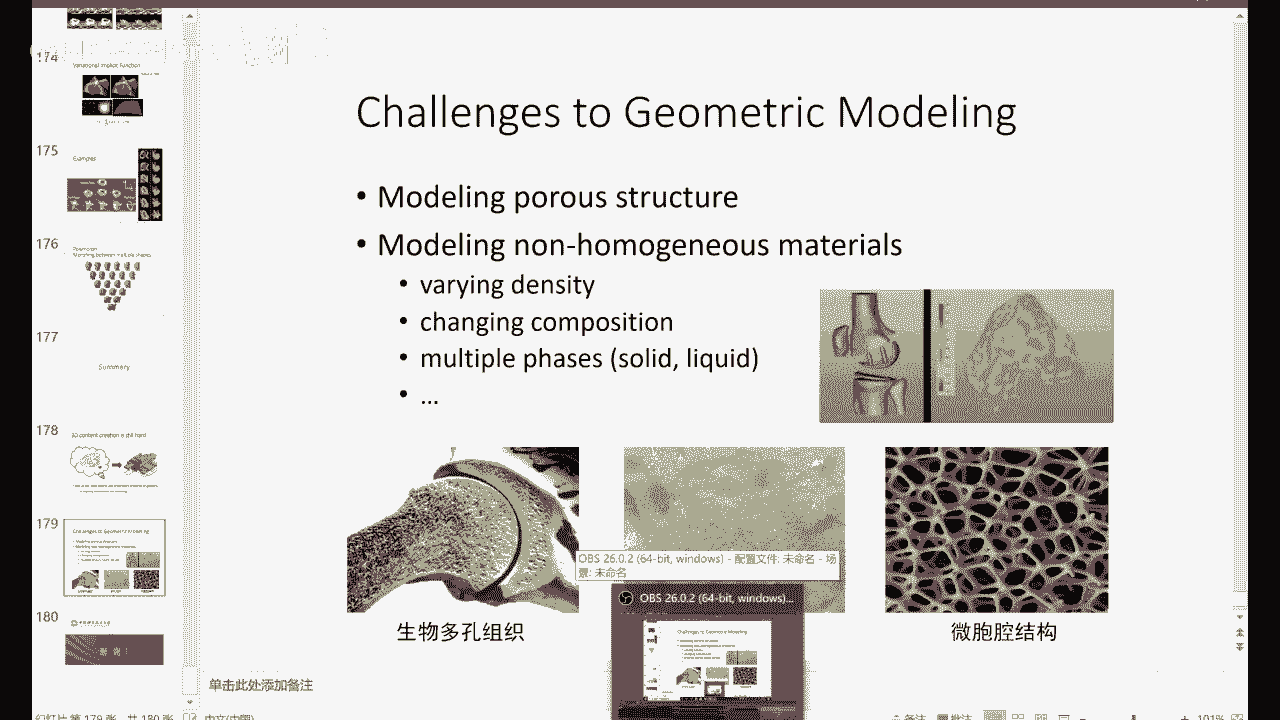 174
Variational Implicit Function
175
Examples
176
177
Summary
178
3D content creation is still hard
179
Challenges to Geometric Modeling
180
谢 谢 !
Challenges to Geometric Modeling
• Modeling porous structure
• Modeling non-homogeneous materials
• varying density
• changing composition
• multiple phases (solid, liquid)
• ...
OBS 26.0.2 (64-bit, windows) - 配置文件: 未命名 - 场
景: 未命名
OBS 26.0.2 (64-bit, windows)
Challenges to Geometric Modeling
生物多孔组织
微胞腔结构
单击此处添加备注
幻灯片 第 179 张，共 180 张
中文(中国)
备注
批注
101%